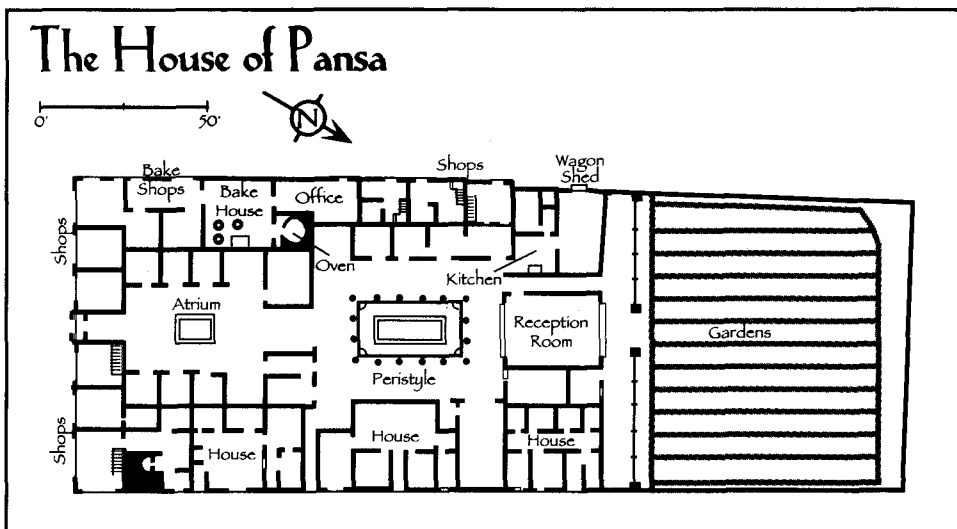 The House of Pansa
0' 50'
N
Bake
Shops
Bake
House
Office
Shops
Wagon
Shed
Shops
Oven
Kitchen
Atrium
Reception
Room
Gardens
Peristyle
Shops
House
House
House